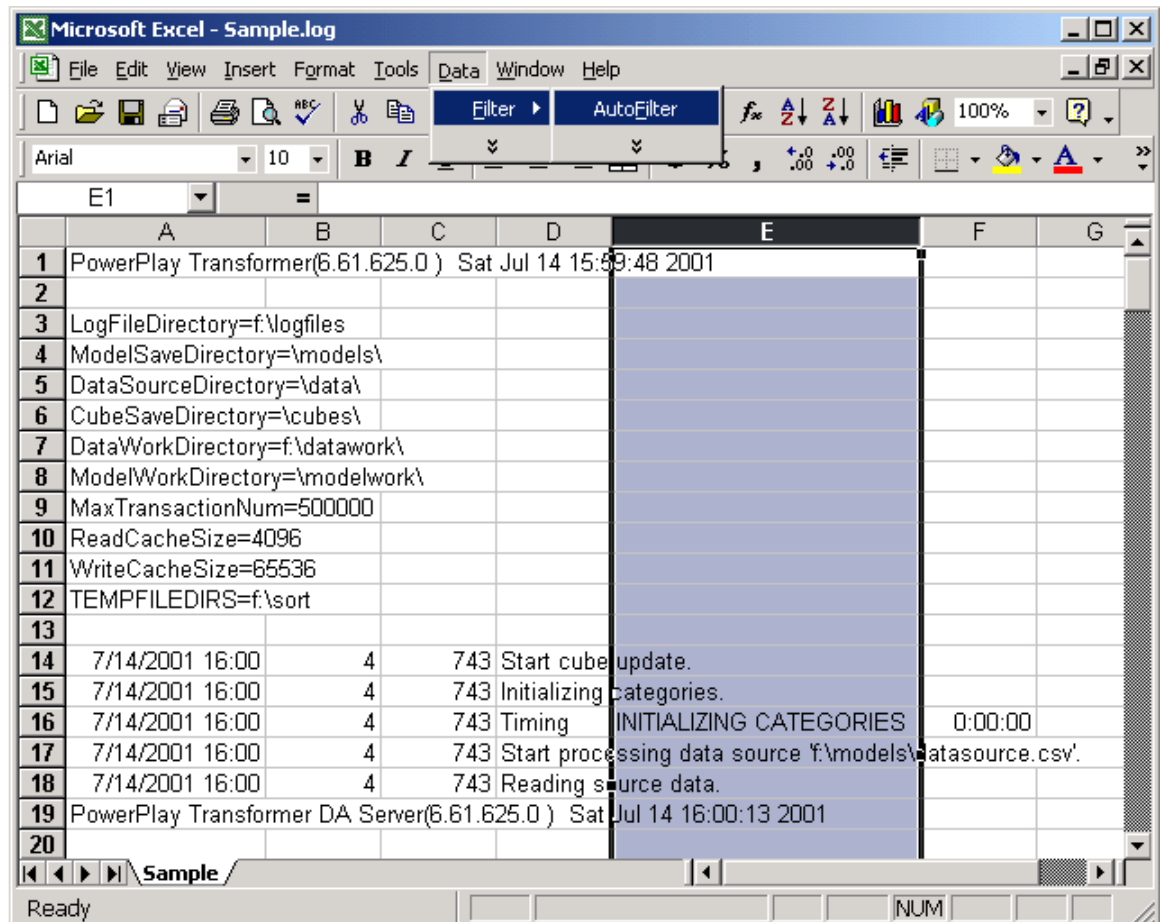 Microsoft Excel - Sample.log
File Edit View Insert Format Tools Data Window Help
Filter AutoFilter 100%
Arial 10 B I
E1 =
A B C D E F G
1 PowerPlay Transformer(6.61.625.0 ) Sat Jul 14 15:59:48 2001
2
3 LogFileDirectory=f:\logfiles
4 ModelSaveDirectory=\models\
5 DataSourceDirectory=\data\
6 CubeSaveDirectory=\cubes\
7 DataWorkDirectory=f:\datawork\
8 ModelWorkDirectory=\modelwork\
9 MaxTransactionNum=500000
10 ReadCacheSize=4096
11 WriteCacheSize=65536
12 TEMPFILEDIRS=f:\sort
13
14 7/14/2001 16:00 4 743 Start cube update.
15 7/14/2001 16:00 4 743 Initializing categories.
16 7/14/2001 16:00 4 743 Timing INITIALIZING CATEGORIES 0:00:00
17 7/14/2001 16:00 4 743 Start processing data source 'f:\models\datasource.csv'.
18 7/14/2001 16:00 4 743 Reading source data.
19 PowerPlay Transformer DA Server(6.61.625.0 ) Sat Jul 14 16:00:13 2001
20
Sample
Ready NUM